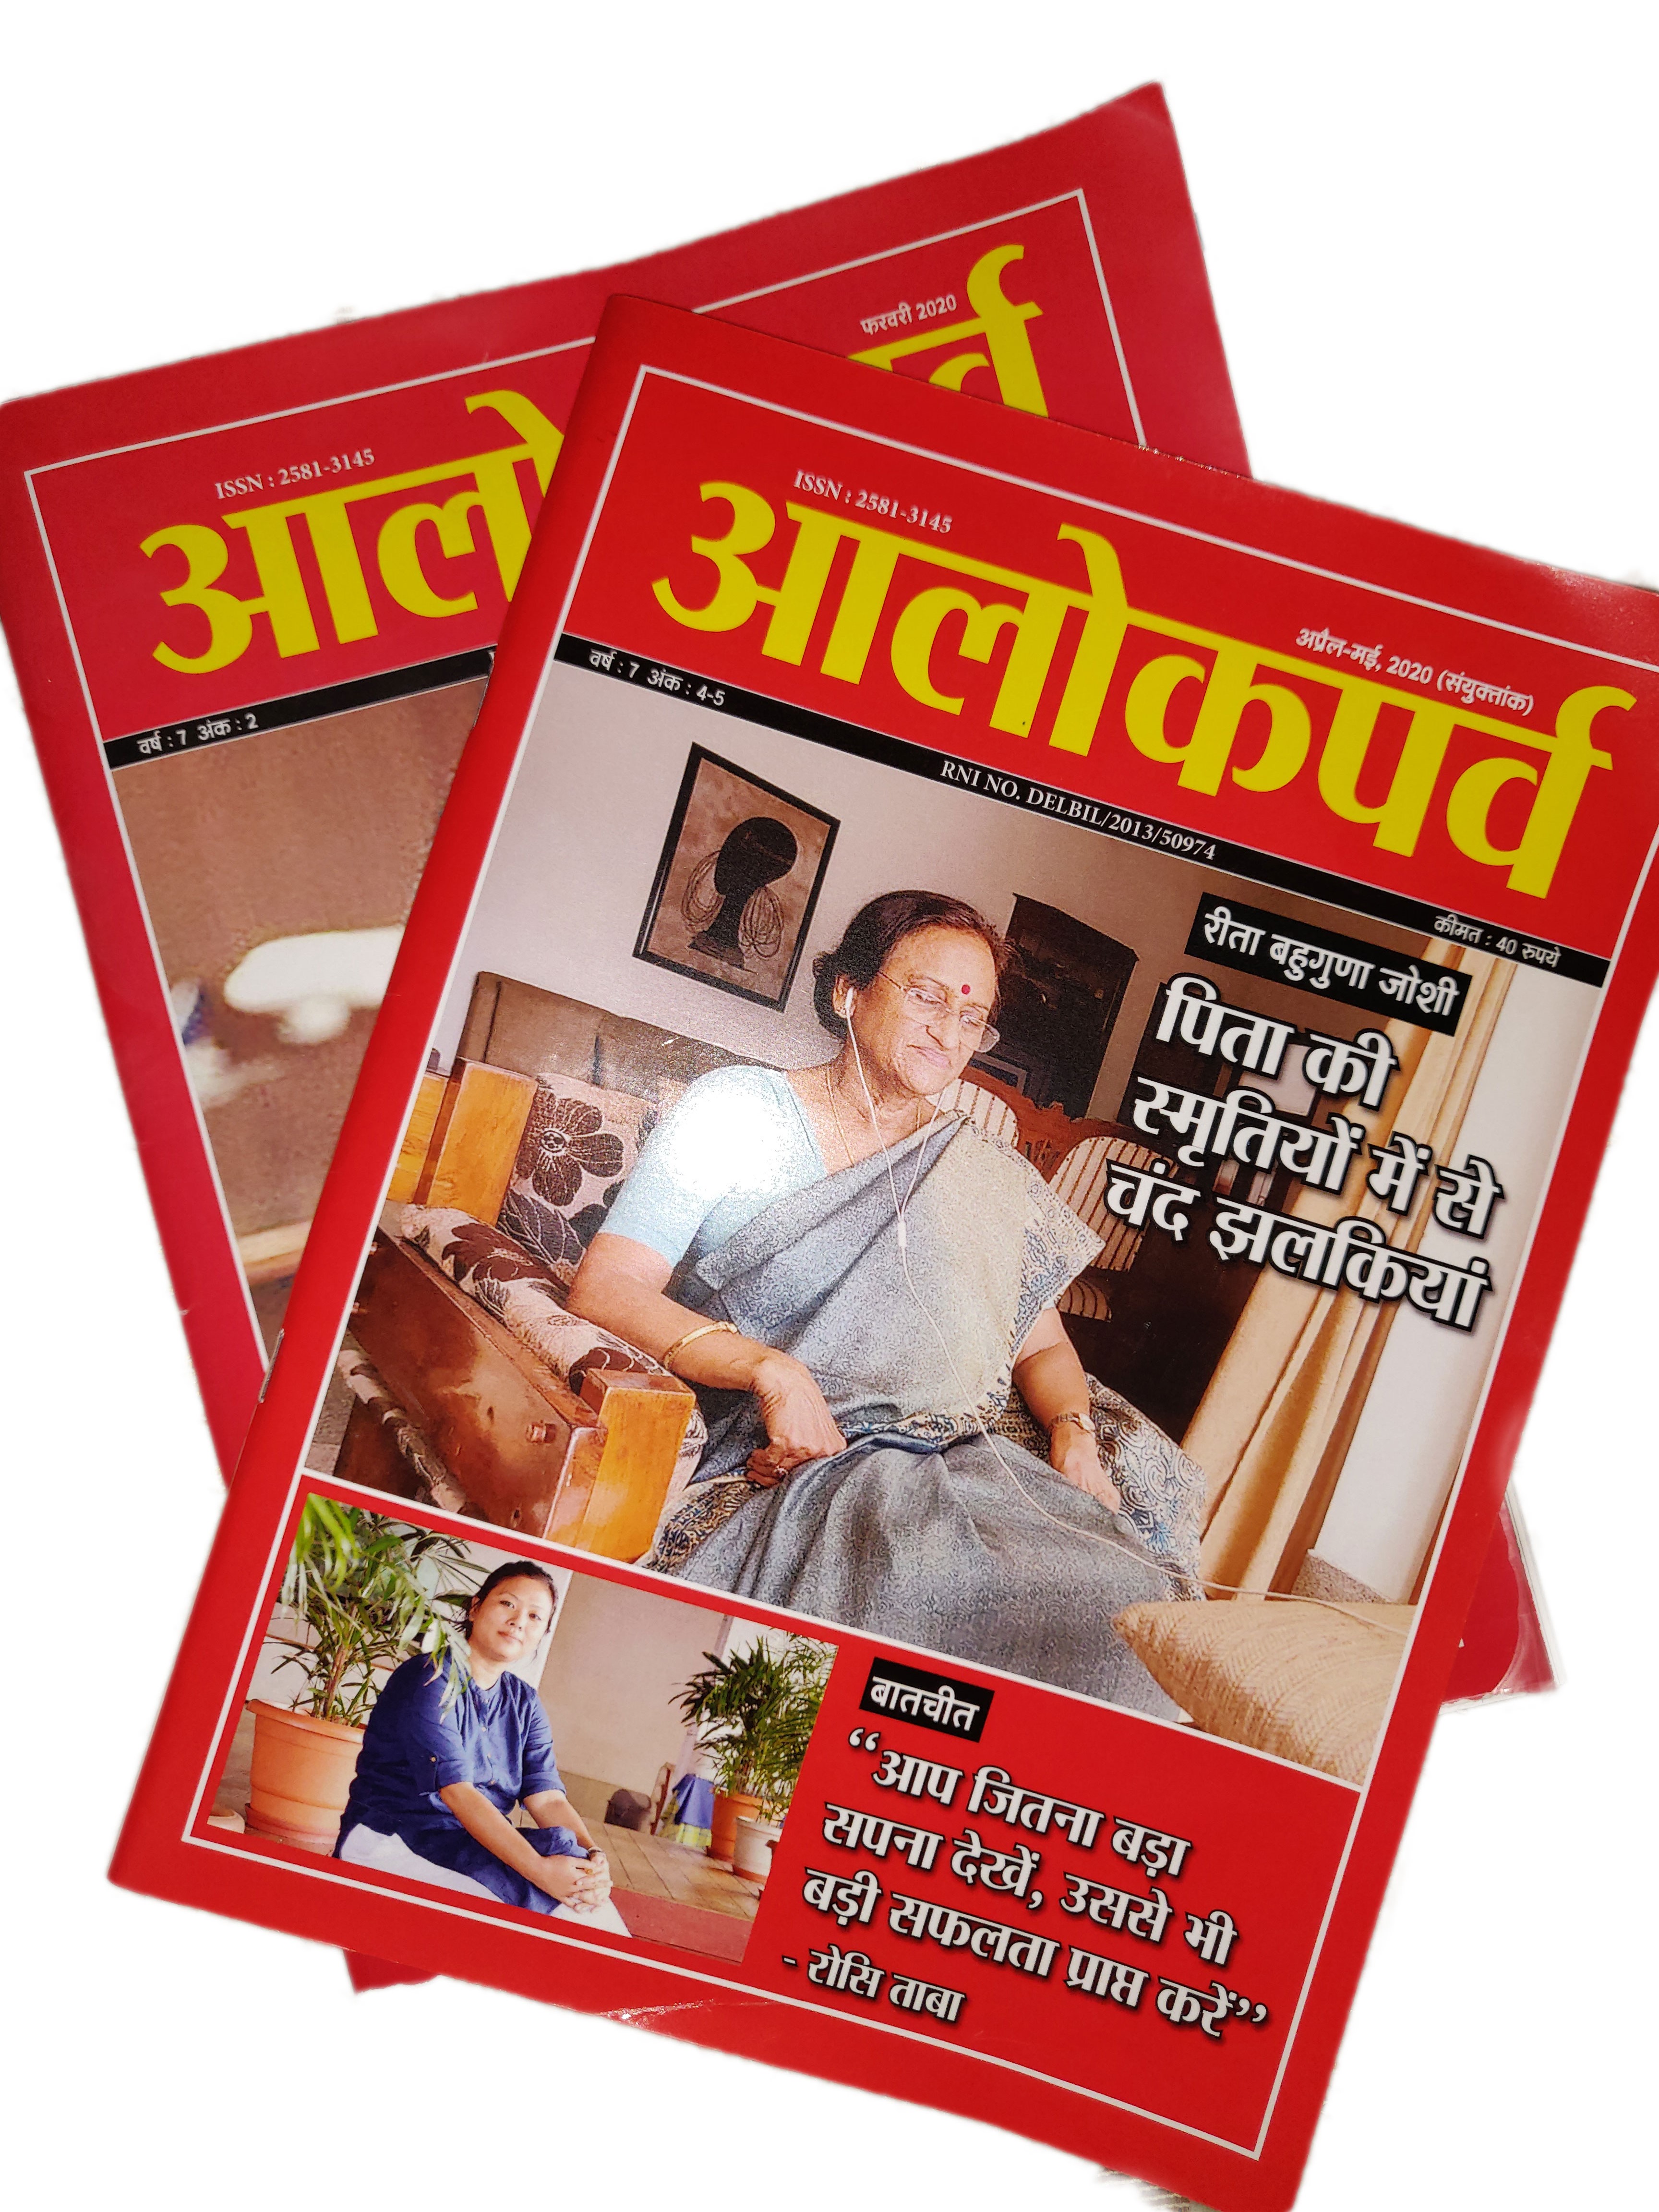 फरवरी 2020
ISSN : 2581-3145
वर्ष : 7 अंक : 2
ISSN : 2581-3145
आलोकपर्व
अप्रैल-मई, 2020 (संयुक्तांक)
वर्ष : 7 अंक : 4-5
RNI NO. DELBIL/2013/50974
कीमत : 40 रुपये
रीता बहुगुणा जोशी
पिता की
स्मृतियों में से
चंद झलकियां
बातचीत
“आप जितना बड़ा
सपना देखें, उससे भी
बड़ी सफलता प्राप्त करें”
- रोसि ताबा